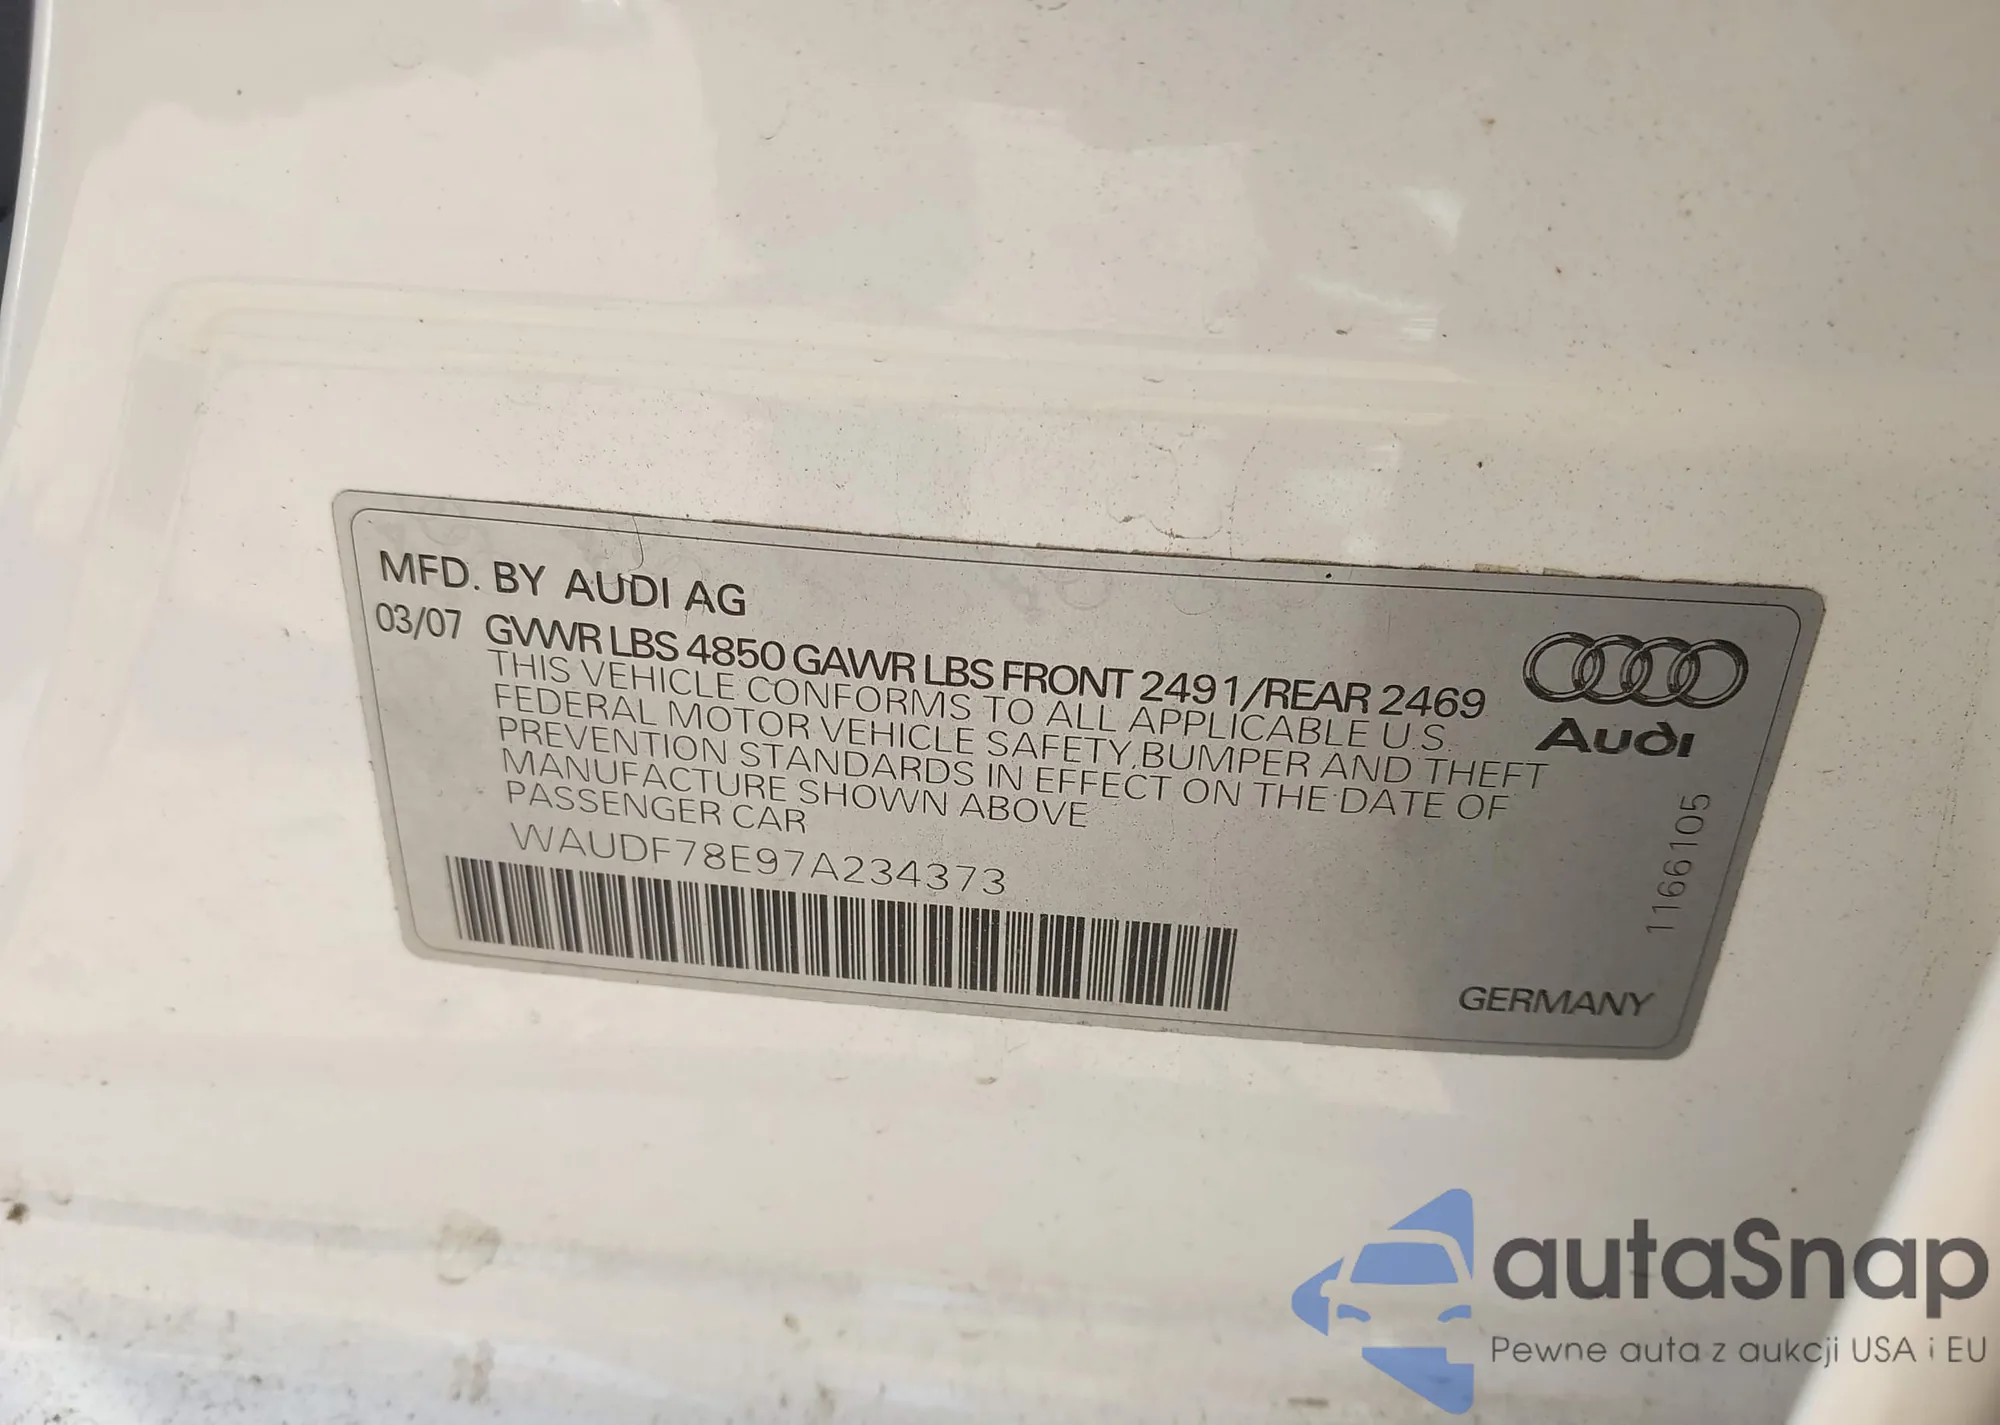 MFD. BY AUDI AG
03/07 GVWR LBS 4850 GAWR LBS FRONT 2491/REAR 2469
THIS VEHICLE CONFORMS TO ALL APPLICABLE U.S.
FEDERAL MOTOR VEHICLE SAFETY,BUMPER AND THEFT
PREVENTION STANDARDS IN EFFECT ON THE DATE OF
MANUFACTURE SHOWN ABOVE
PASSENGER CAR
WAUDF78E97A234373
Audi
11661105
GERMANY
autaSnap
Pewne auta z aukcji USA i EU